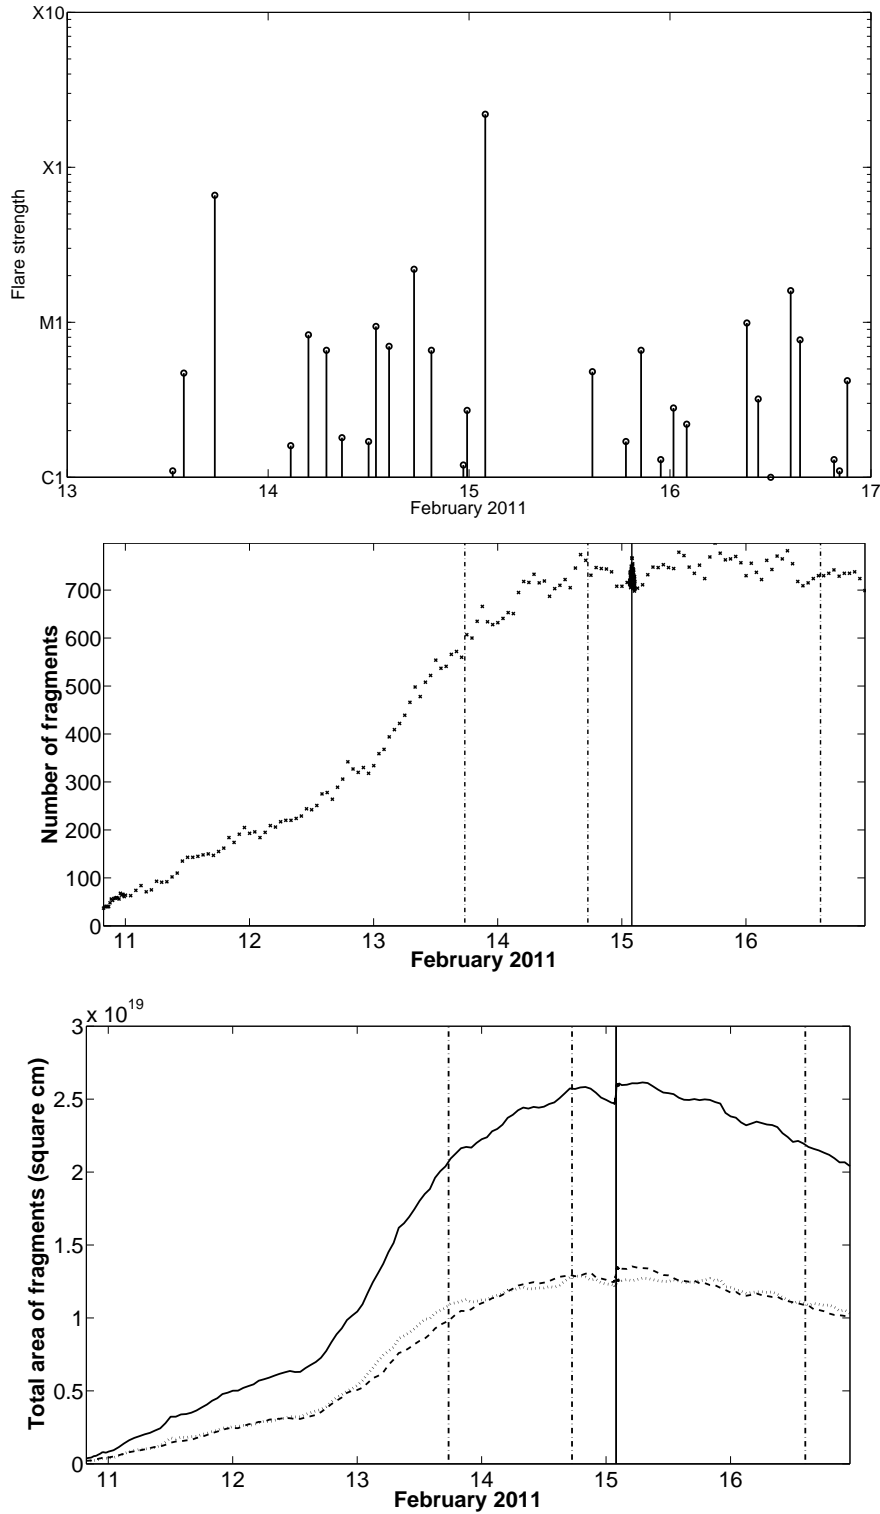 X10
X1
M1
C1
Flare strength
13 14 15 16 17
February 2011
700
600
500
400
300
200
100
0
Number of fragments
11 12 13 14 15 16
February 2011
x 10^19
3
2.5
2
1.5
1
0.5
0
Total area of fragments (square cm)
11 12 13 14 15 16
February 2011